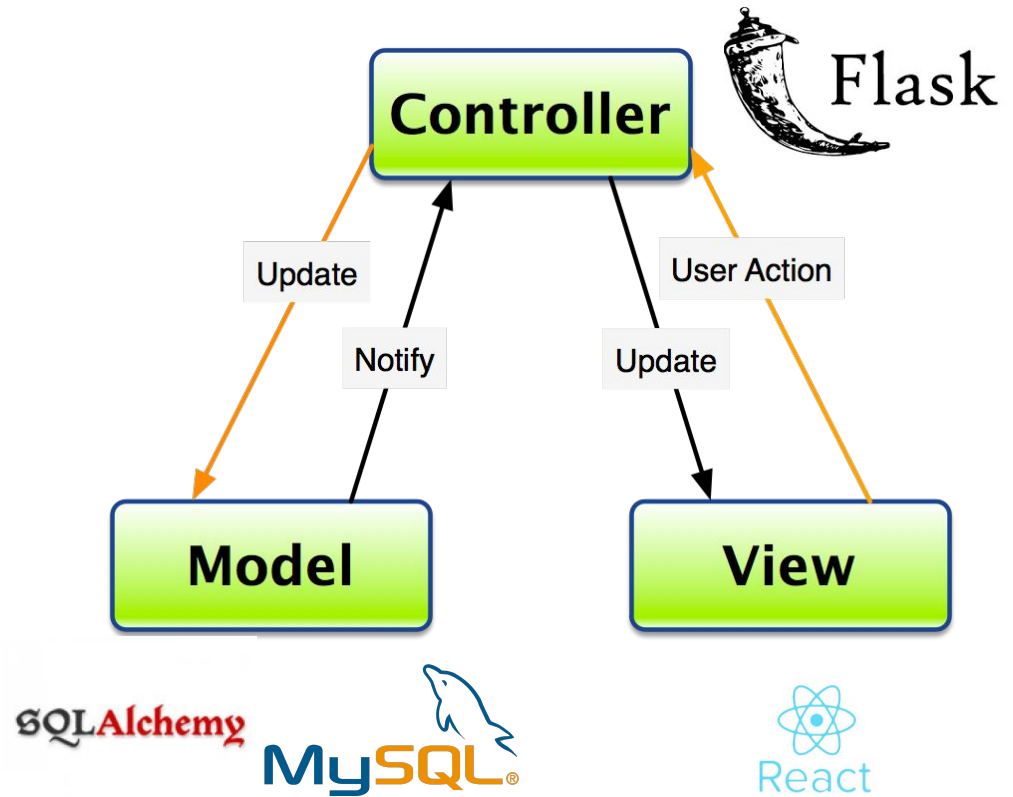 Controller
Flask
Update
User Action
Notify
Update
Model
View
SQLAlchemy
MySQL®
React